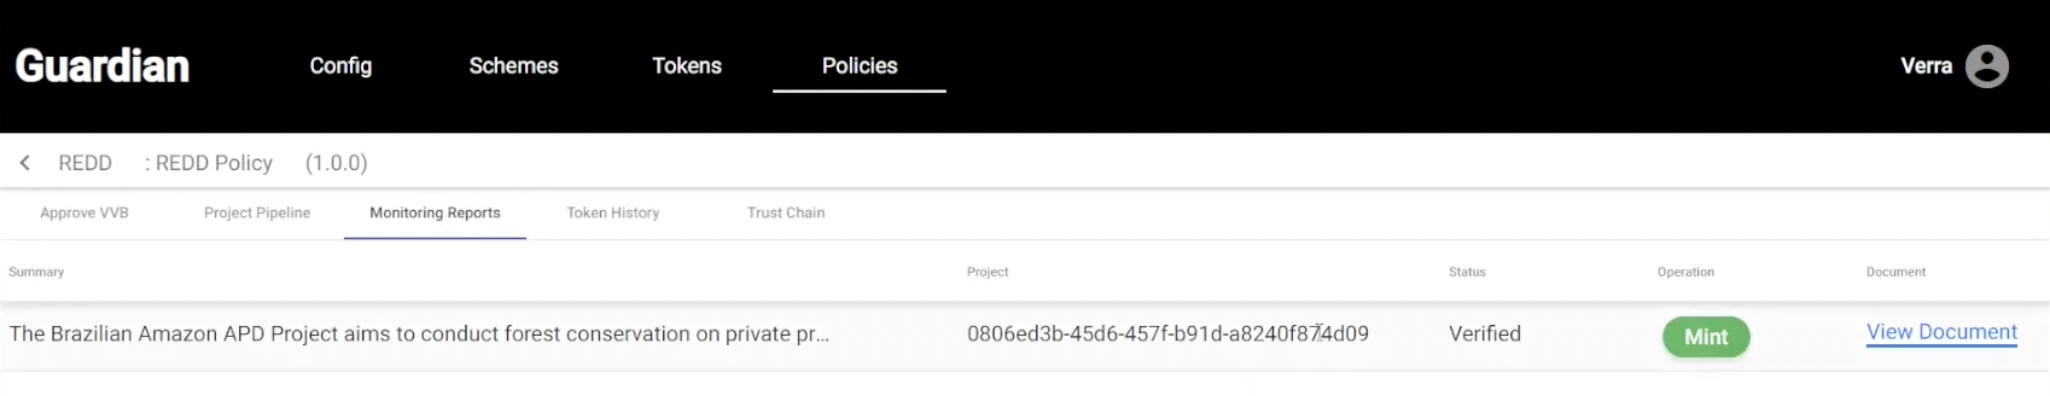 Guardian Config Schemes Tokens Policies Verra
< REDD : REDD Policy (1.0.0)
Approve VVB Project Pipeline Monitoring Reports Token History Trust Chain
Summary Project Status Operation Document
The Brazilian Amazon APD Project aims to conduct forest conservation on private pr... 0806ed3b-45d6-457f-b91d-a8240f874d09 Verified Mint View Document